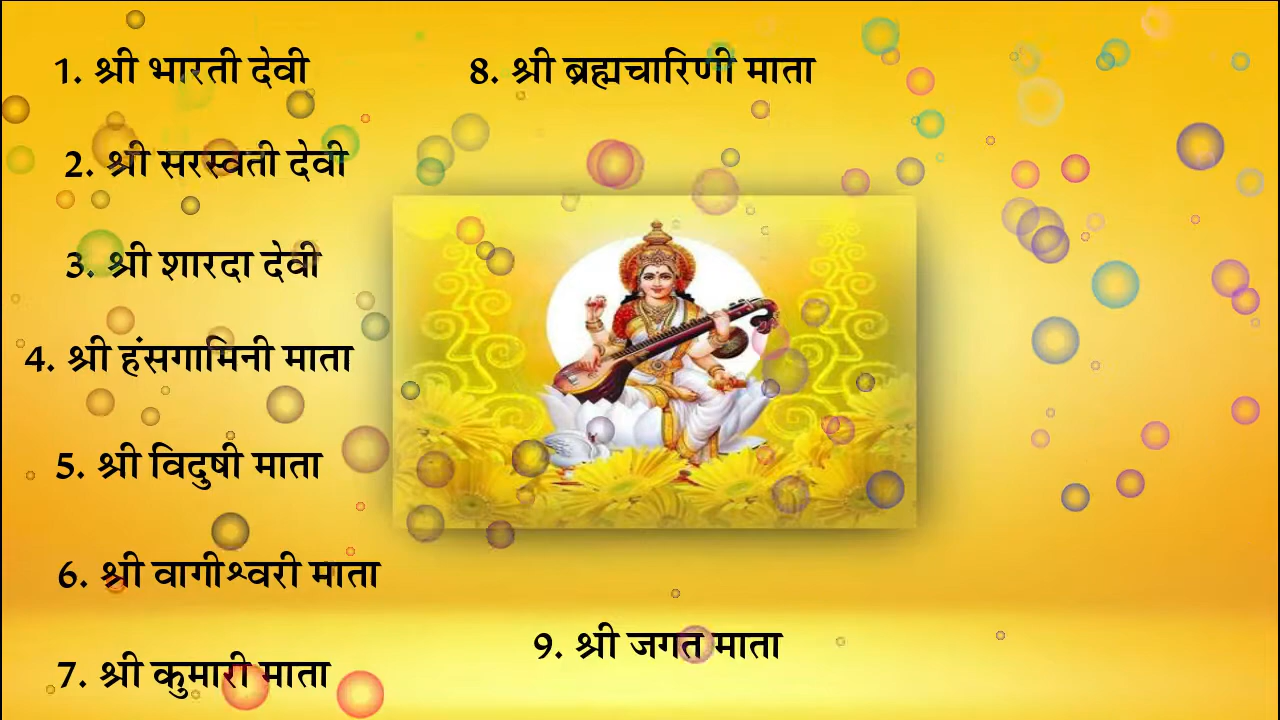 1. श्री भारती देवी
2. श्री सरस्वती देवी
3. श्री शारदा देवी
4. श्री हंसगामिनी माता
5. श्री विदुषी माता
6. श्री वागीश्वरी माता
7. श्री कुमारी माता
8. श्री ब्रह्मचारिणी माता
9. श्री जगत माता